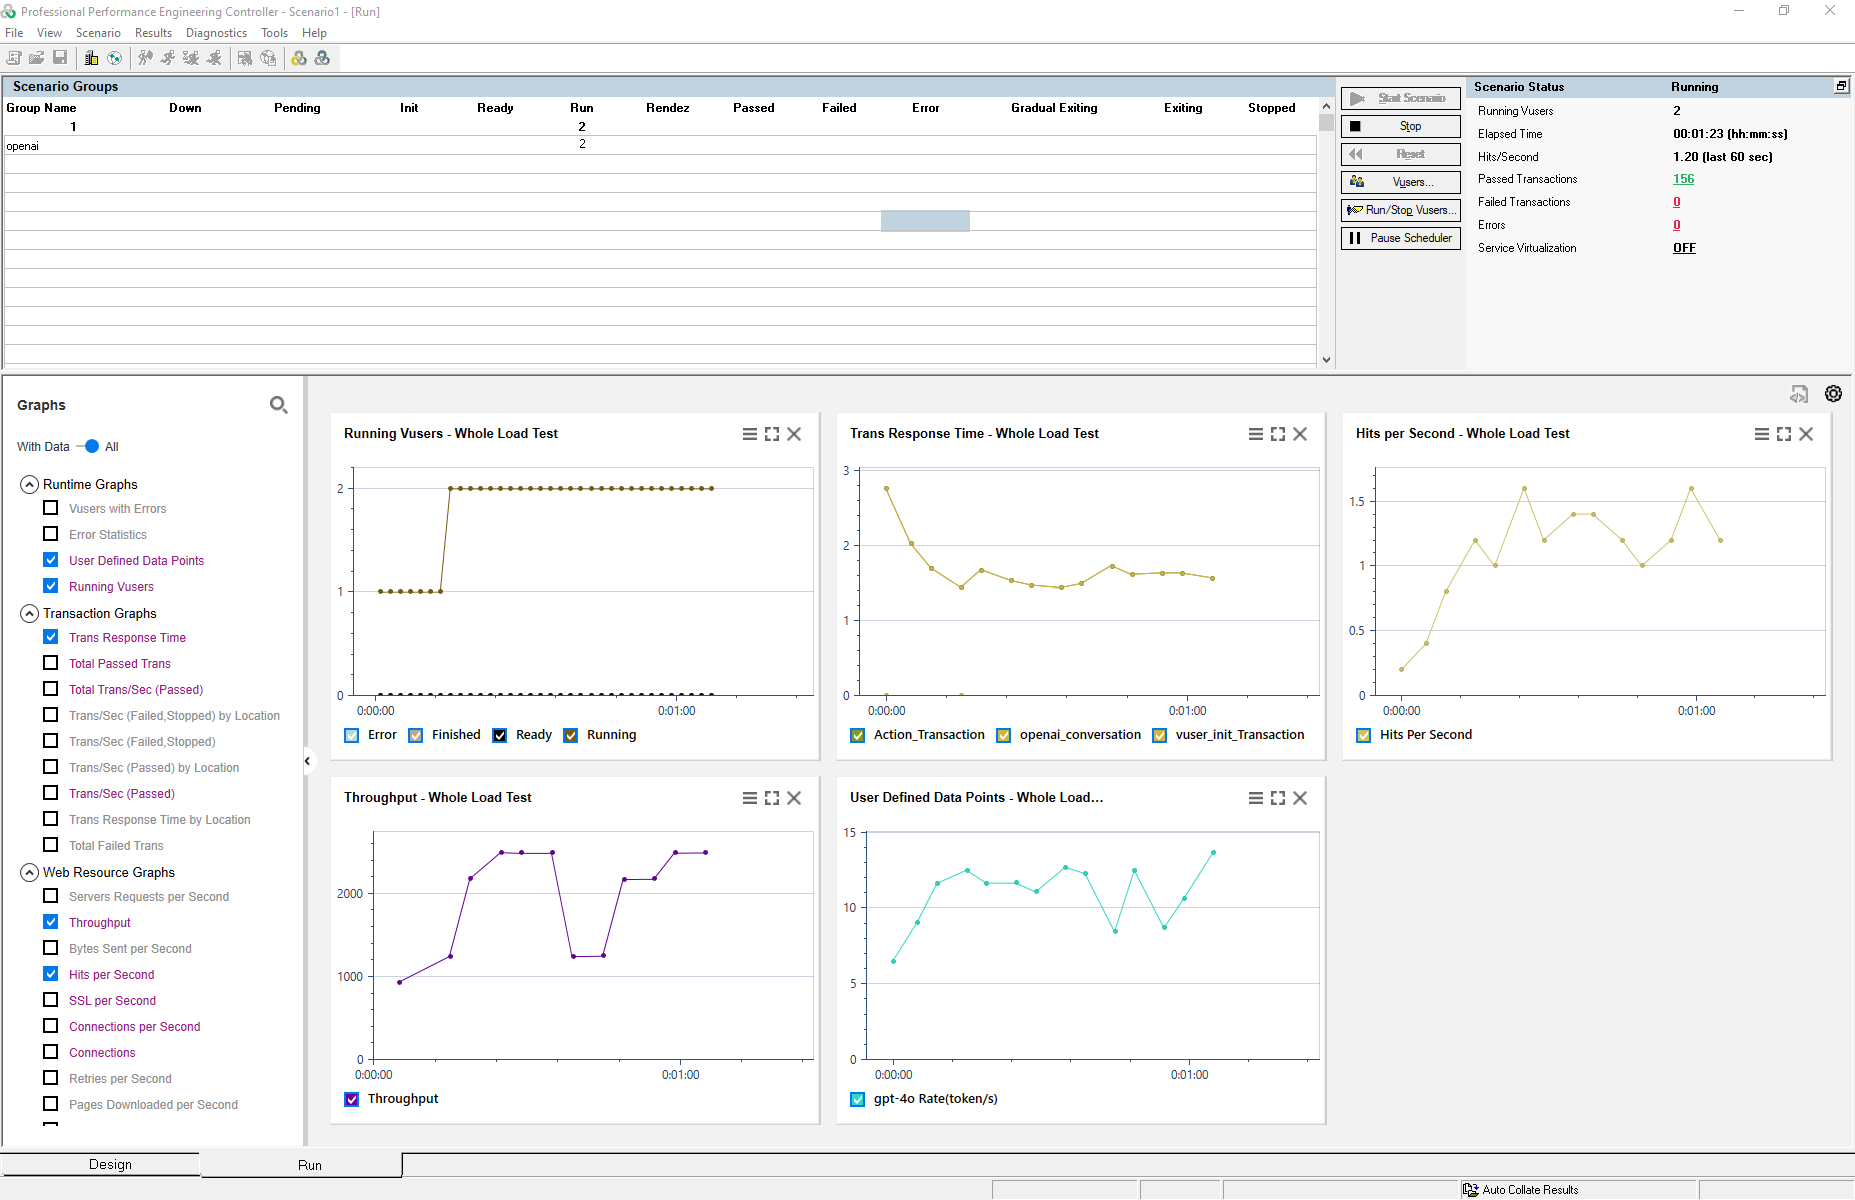 Professional Performance Engineering Controller - Scenario1 - [Run]
File View Scenario Results Diagnostics Tools Help
Scenario Groups
Group Name Down Pending Init Ready Run Rendez Passed Failed Error Gradual Exiting Exiting Stopped
1 2
openai 2
Start Scenario
Stop
Reset
Vusers...
Run/Stop Vusers...
Pause Scheduler
Scenario Status Running
Running Vusers 2
Elapsed Time 00:01:23 (hh:mm:ss)
Hits/Second 1.20 (last 60 sec)
Passed Transactions 156
Failed Transactions 0
Errors 0
Service Virtualization OFF
Graphs
With Data All
Runtime Graphs
Vusers with Errors
Error Statistics
User Defined Data Points
Running Vusers
Transaction Graphs
Trans Response Time
Total Passed Trans
Total Trans/Sec (Passed)
Trans/Sec (Failed,Stopped) by Location
Trans/Sec (Failed,Stopped)
Trans/Sec (Passed) by Location
Trans/Sec (Passed)
Trans Response Time by Location
Total Failed Trans
Web Resource Graphs
Servers Requests per Second
Throughput
Bytes Sent per Second
Hits per Second
SSL per Second
Connections per Second
Connections
Retries per Second
Pages Downloaded per Second
Running Vusers - Whole Load Test
2
1
0
0:00:00 0:01:00
Error Finished Ready Running
Trans Response Time - Whole Load Test
3
2
1
0
0:00:00 0:01:00
Action_Transaction openai_conversation vuser_init_Transaction
Hits per Second - Whole Load Test
1.5
1
0.5
0
0:00:00 0:01:00
Hits Per Second
Throughput - Whole Load Test
2000
1000
0
0:00:00 0:01:00
Throughput
User Defined Data Points - Whole Load...
15
10
5
0
0:00:00 0:01:00
gpt-4o Rate(token/s)
Design Run
Auto Collate Results